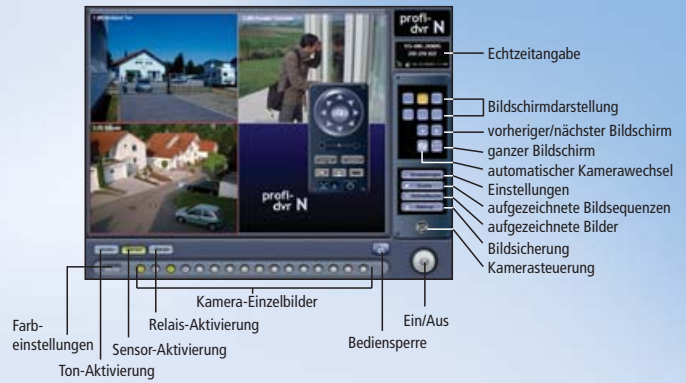 profi-
dvr N
Echtzeitangabe
Bildschirmdarstellung
vorheriger/nächster Bildschirm
ganzer Bildschirm
automatischer Kamerawechsel
Einstellungen
aufgezeichnete Bildsequenzen
aufgezeichnete Bilder
Bildsicherung
Kamerasteuerung
profi-
dvr N
Kamera-Einzelbilder
Relais-Aktivierung
Ein/Aus
Farb-
einstellungen
Sensor-Aktivierung
Bediensperre
Ton-Aktivierung